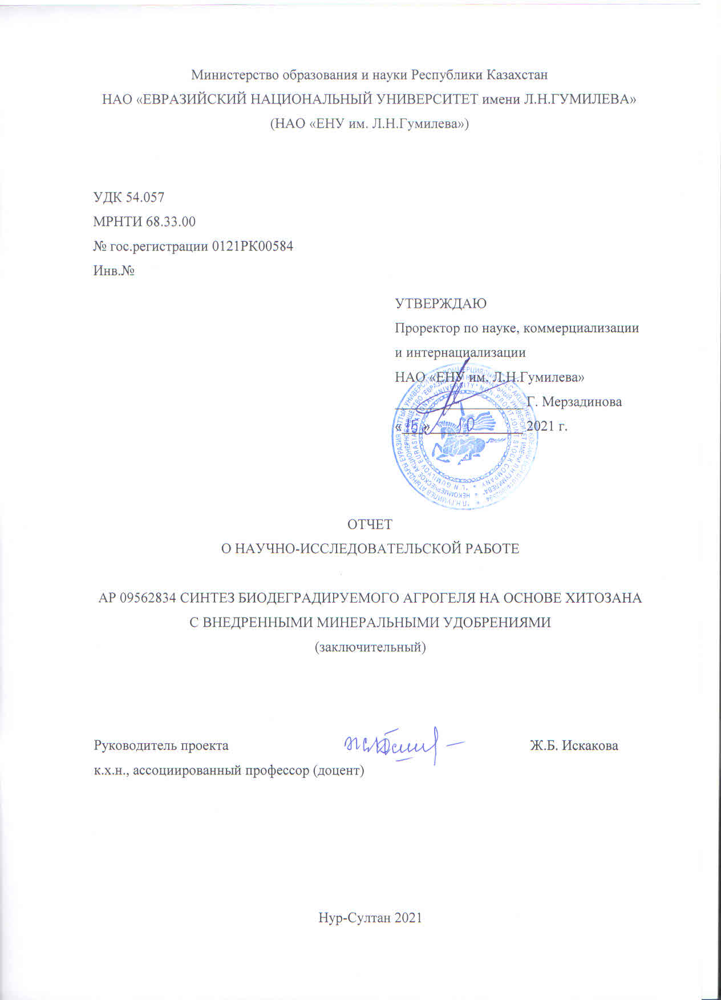 Министерство образования и науки Республики Казахстан
НАО «ЕВРАЗИЙСКИЙ НАЦИОНАЛЬНЫЙ УНИВЕРСИТЕТ имени Л.Н.ГУМИЛЕВА»
(НАО «ЕНУ им. Л.Н.Гумилева»)
УДК 54.057
МРНТИ 68.33.00
№ гос.регистрации 0121РК00584
Инв.№
УТВЕРЖДАЮ
Проректор по науке, коммерциализации
и интернациализации
НАО «ЕНУ им. Л.Н.Гумилева»
Г. Мерзадинова
«15» 10 2021 г.
ОТЧЕТ
О НАУЧНО-ИССЛЕДОВАТЕЛЬСКОЙ РАБОТЕ
АР 09562834 СИНТЕЗ БИОДЕГРАДИРУЕМОГО АГРОГЕЛЯ НА ОСНОВЕ ХИТОЗАНА
С ВНЕДРЕННЫМИ МИНЕРАЛЬНЫМИ УДОБРЕНИЯМИ
(заключительный)
Руководитель проекта Ж.Б. Искакова
к.х.н., ассоциированный профессор (доцент)
Нур-Султан 2021